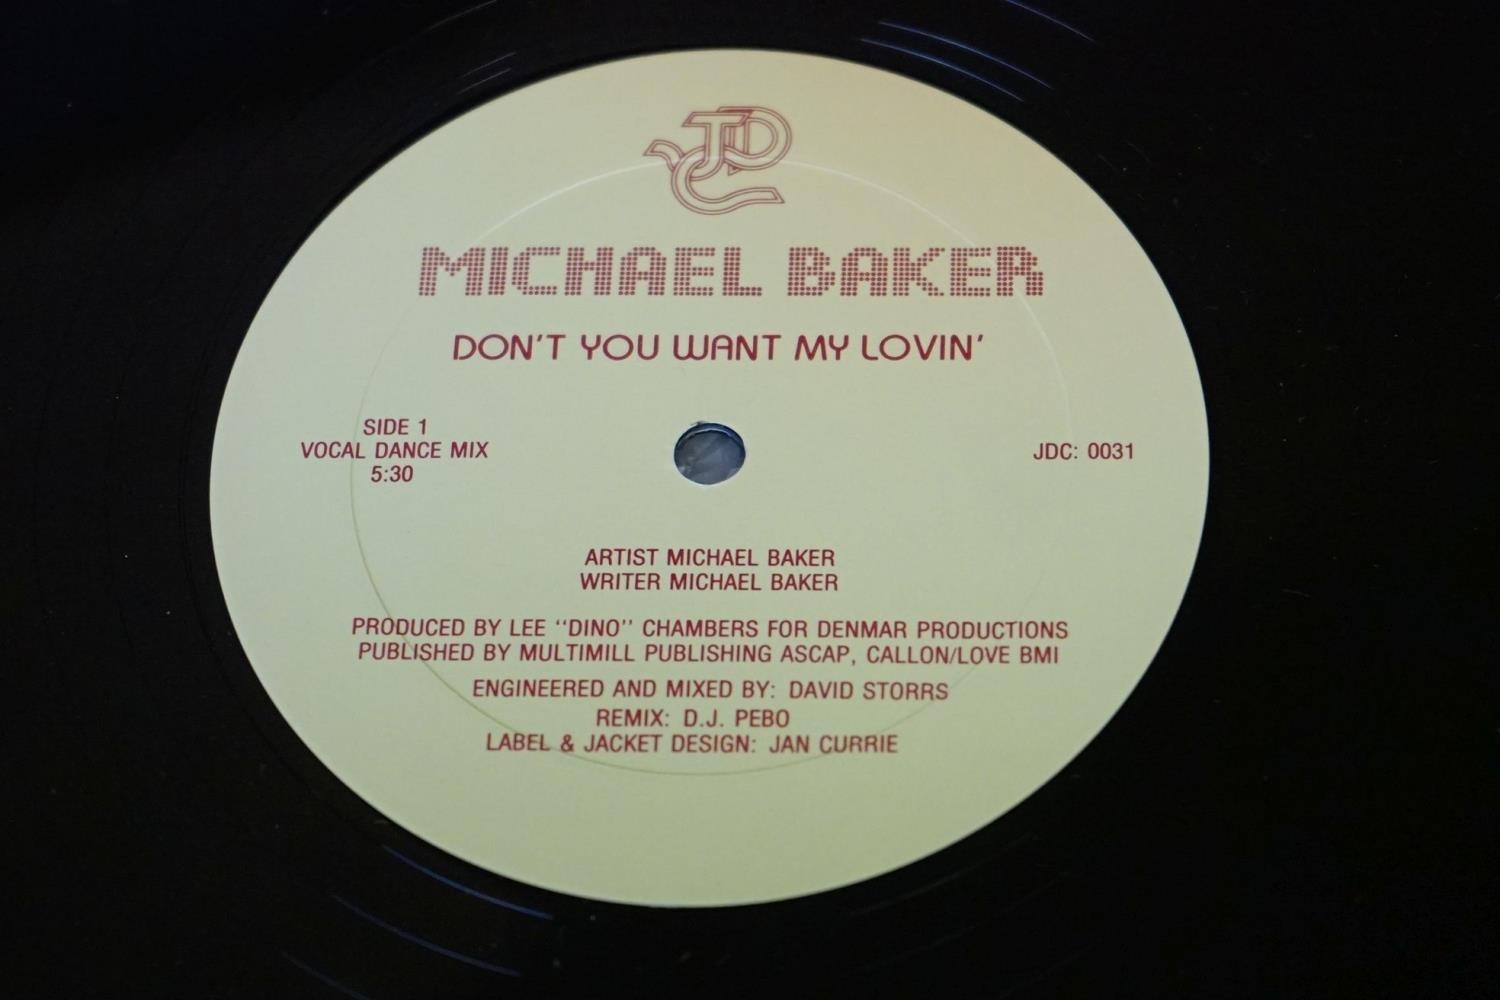 JDC
MICHAEL BAKER
DON'T YOU WANT MY LOVIN'
SIDE 1
VOCAL DANCE MIX
5:30
JDC: 0031
ARTIST MICHAEL BAKER
WRITER MICHAEL BAKER
PRODUCED BY LEE "DINO" CHAMBERS FOR DENMAR PRODUCTIONS
PUBLISHED BY MULTIMILL PUBLISHING ASCAP, CALLON/LOVE BMI
ENGINEERED AND MIXED BY: DAVID STORRS
REMIX: D.J. PEBO
LABEL & JACKET DESIGN: JAN CURRIE